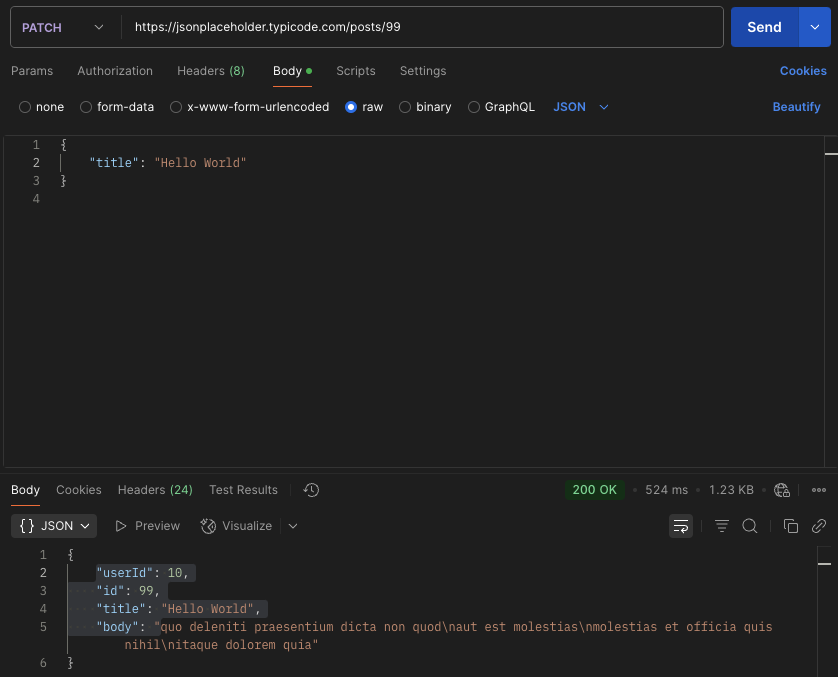 PATCH https://jsonplaceholder.typicode.com/posts/99 Send
Params Authorization Headers (8) Body Scripts Settings Cookies
none form-data x-www-form-urlencoded raw binary GraphQL JSON Beautify
1 {
2 "title": "Hello World"
3 }
4
Body Cookies Headers (24) Test Results 200 OK 524 ms 1.23 KB
{} JSON Preview Visualize
1 {
2 "userId": 10,
3 "id": 99,
4 "title": "Hello World",
5 "body": "quo deleniti praesentium dicta non quod\naut est molestias\nmolestias et officia quis
nihil\nitaque dolorem quia"
6 }